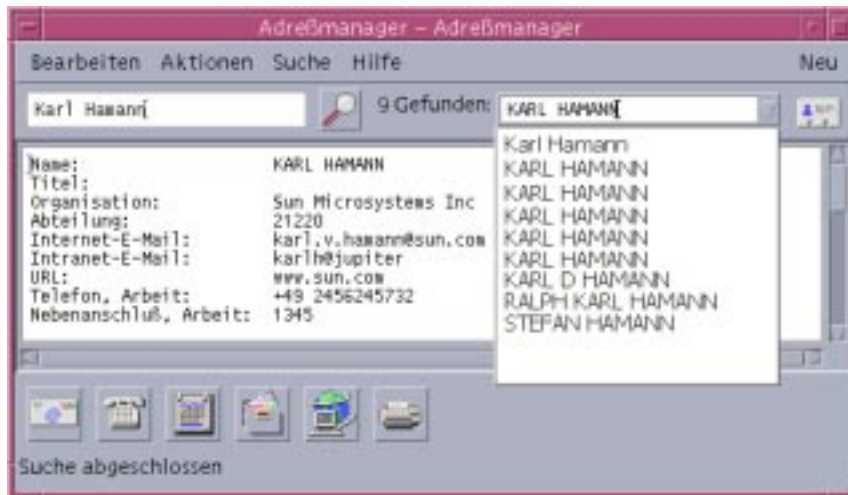 Adreßmanager – Adreßmanager
Bearbeiten Aktionen Suche Hilfe Neu
Karl Hamann 9 Gefunden: KARL HAMANN
Name: KARL HAMANN
Titel:
Organisation: Sun Microsystems Inc
Abteilung: 21220
Internet-E-Mail: karl.v.hamann@sun.com
Intranet-E-Mail: karlh@jupiter
URL: www.sun.com
Telefon, Arbeit: +49 2456245732
Nebenanschluß, Arbeit: 1345
Karl Hamann
KARL HAMANN
KARL HAMANN
KARL HAMANN
KARL HAMANN
KARL HAMANN
KARL D HAMANN
RALPH KARL HAMANN
STEFAN HAMANN
Suche abgeschlossen